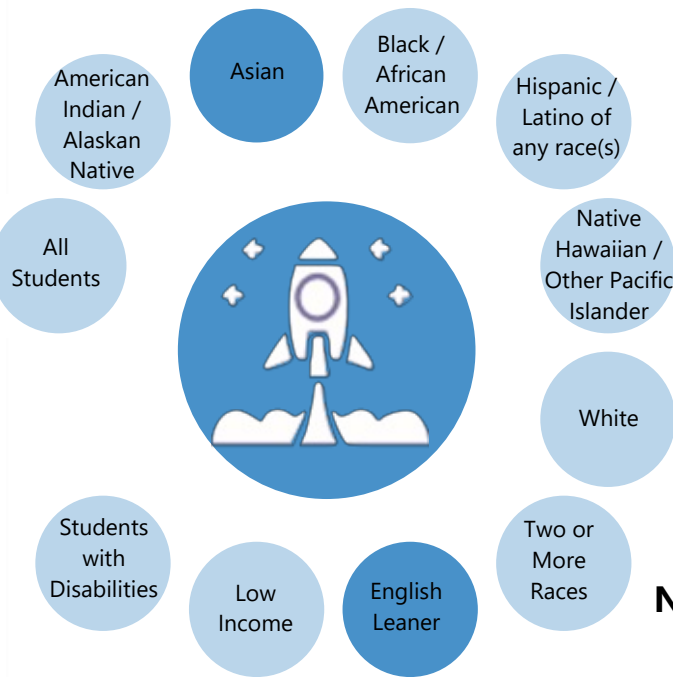 American
Indian /
Alaskan
Native
Asian
Black /
African
American
Hispanic /
Latino of
any race(s)
All
Students
Native
Hawaiian /
Other Pacific
Islander
White
Students
with
Disabilities
Low
Income
English
Leaner
Two or
More
Races
N